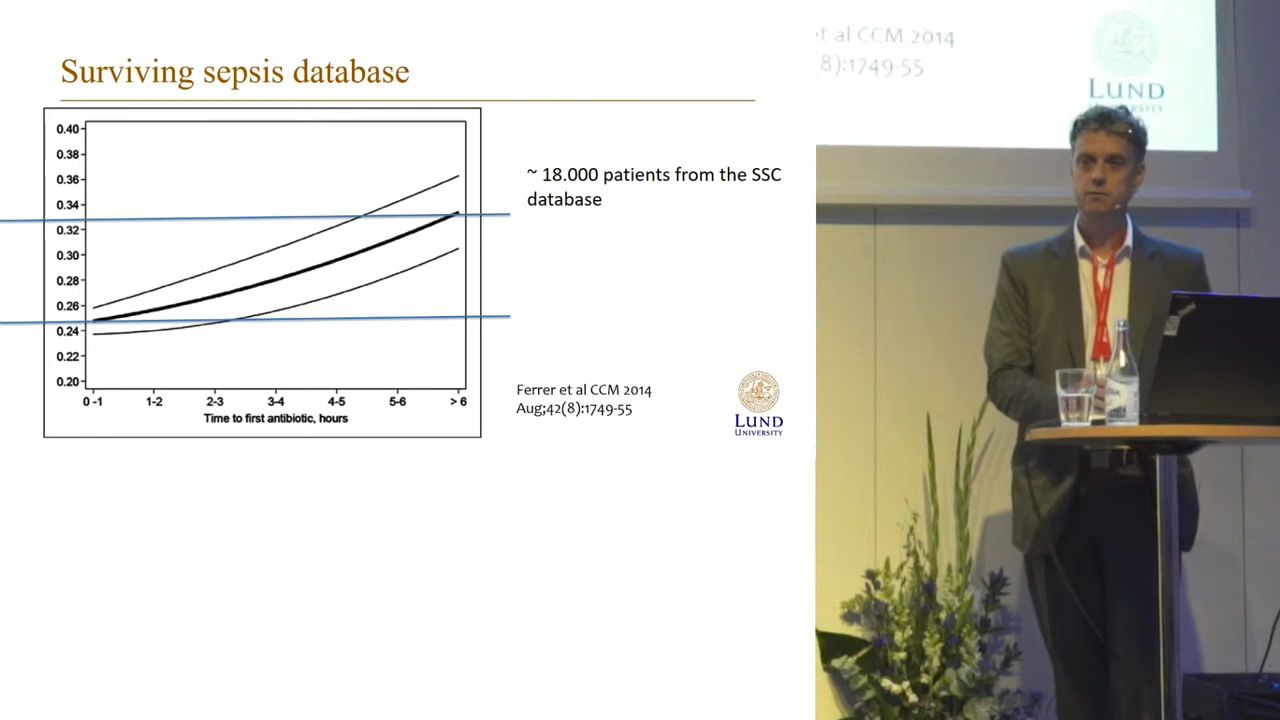 Surviving sepsis database
0.40
0.38
0.36
0.34
0.32
0.30
0.28
0.26
0.24
0.22
0.20
0 -1 1-2 2-3 3-4 4-5 5-6 > 6
Time to first antibiotic, hours
~ 18.000 patients from the SSC
database
Ferrer et al CCM 2014
Aug;42(8):1749-55
LUND
UNIVERSITY
et al CCM 2014
8):1749-55
LUND
UNIVERSITY